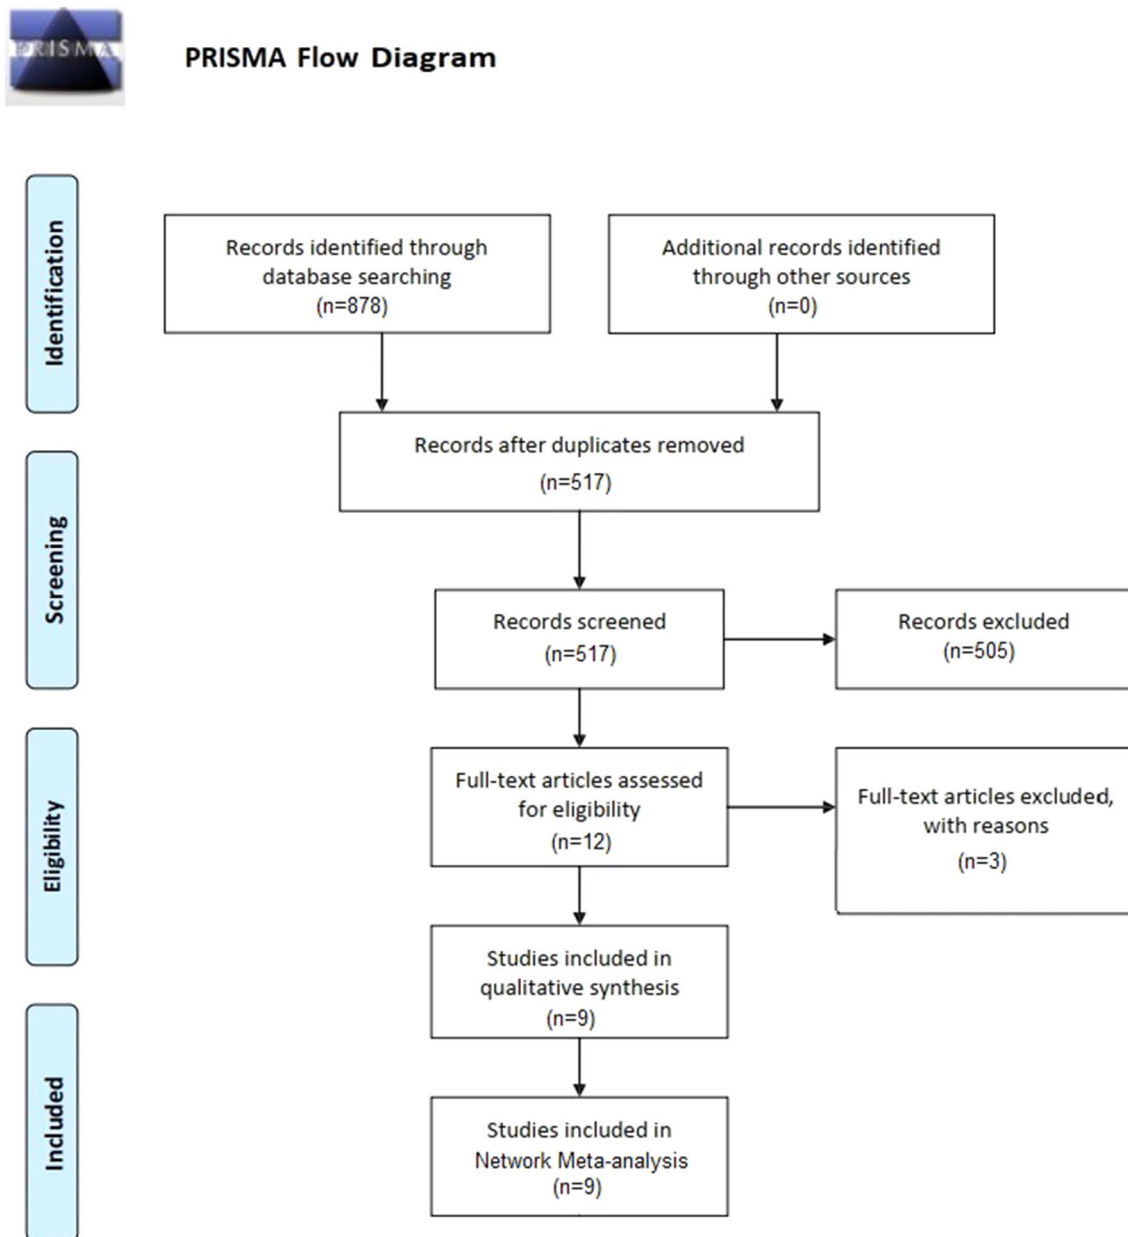 PRISMA
PRISMA Flow Diagram
Identification
Records identified through
database searching
(n=878)
Additional records identified
through other sources
(n=0)
Records after duplicates removed
(n=517)
Screening
Records screened
(n=517)
Records excluded
(n=505)
Eligibility
Full-text articles assessed
for eligibility
(n=12)
Full-text articles excluded,
with reasons
(n=3)
Studies included in
qualitative synthesis
(n=9)
Included
Studies included in
Network Meta-analysis
(n=9)